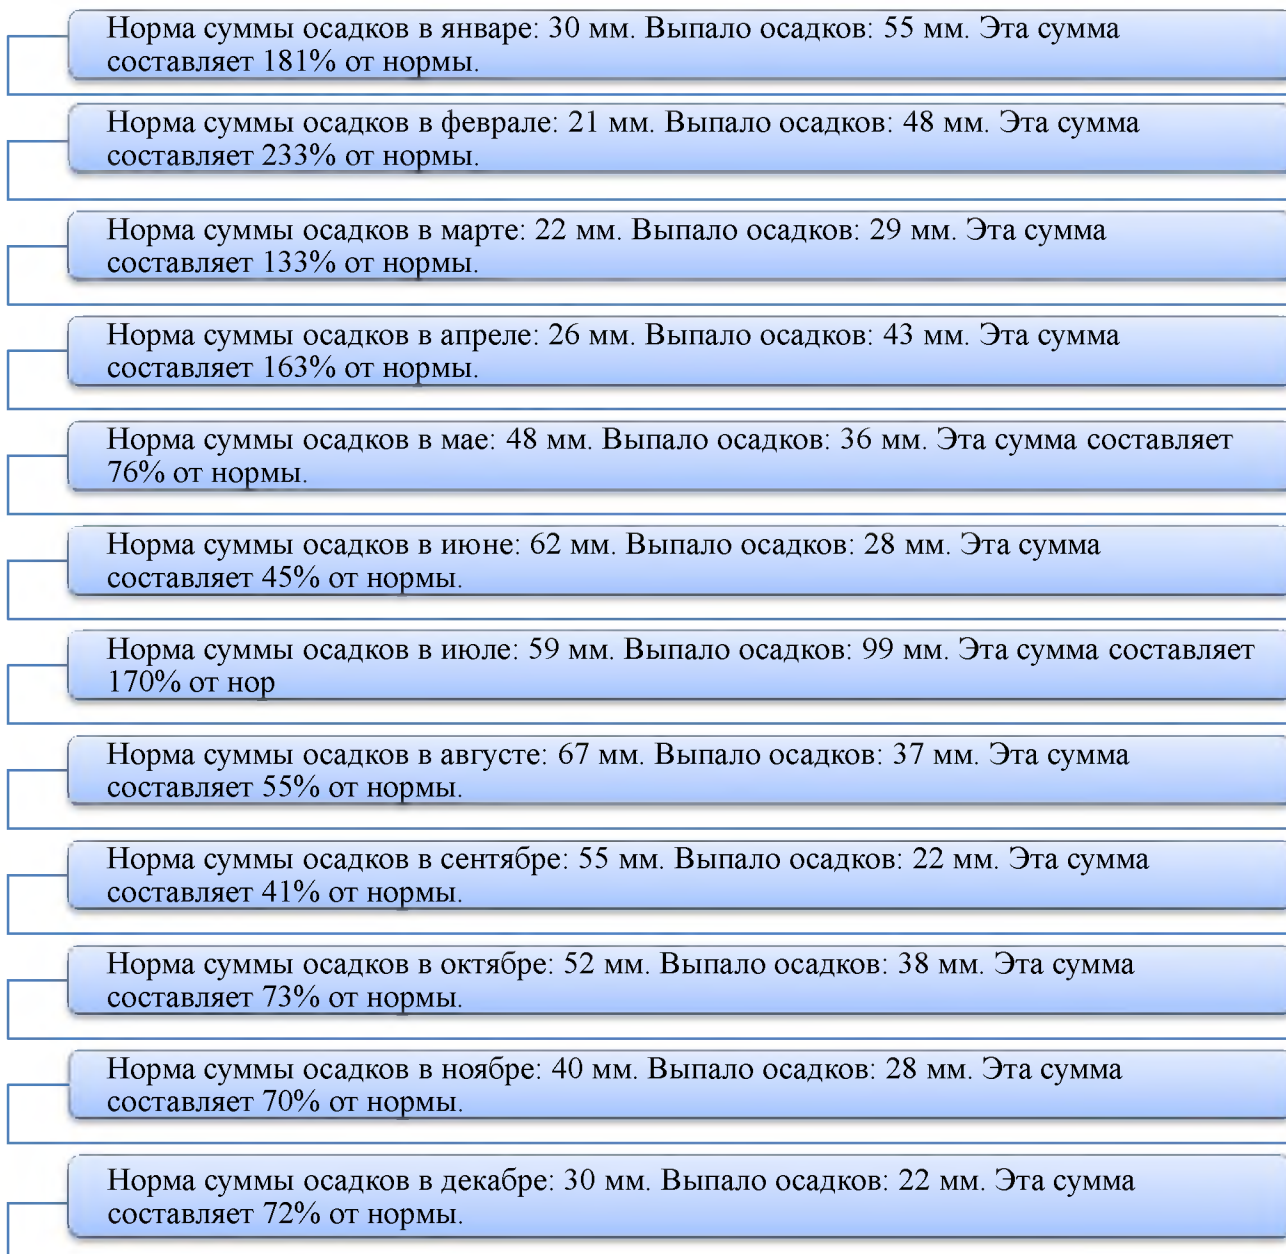 Норма суммы осадков в январе: 30 мм. Выпало осадков: 55 мм. Эта сумма
составляет 181% от нормы.
Норма суммы осадков в феврале: 21 мм. Выпало осадков: 48 мм. Эта сумма
составляет 233% от нормы.
Норма суммы осадков в марте: 22 мм. Выпало осадков: 29 мм. Эта сумма
составляет 133% от нормы.
Норма суммы осадков в апреле: 26 мм. Выпало осадков: 43 мм. Эта сумма
составляет 163% от нормы.
Норма суммы осадков в мае: 48 мм. Выпало осадков: 36 мм. Эта сумма составляет
76% от нормы.
Норма суммы осадков в июне: 62 мм. Выпало осадков: 28 мм. Эта сумма
составляет 45% от нормы.
Норма суммы осадков в июле: 59 мм. Выпало осадков: 99 мм. Эта сумма составляет
170% от нор
Норма суммы осадков в августе: 67 мм. Выпало осадков: 37 мм. Эта сумма
составляет 55% от нормы.
Норма суммы осадков в сентябре: 55 мм. Выпало осадков: 22 мм. Эта сумма
составляет 41% от нормы.
Норма суммы осадков в октябре: 52 мм. Выпало осадков: 38 мм. Эта сумма
составляет 73% от нормы.
Норма суммы осадков в ноябре: 40 мм. Выпало осадков: 28 мм. Эта сумма
составляет 70% от нормы.
Норма суммы осадков в декабре: 30 мм. Выпало осадков: 22 мм. Эта сумма
составляет 72% от нормы.